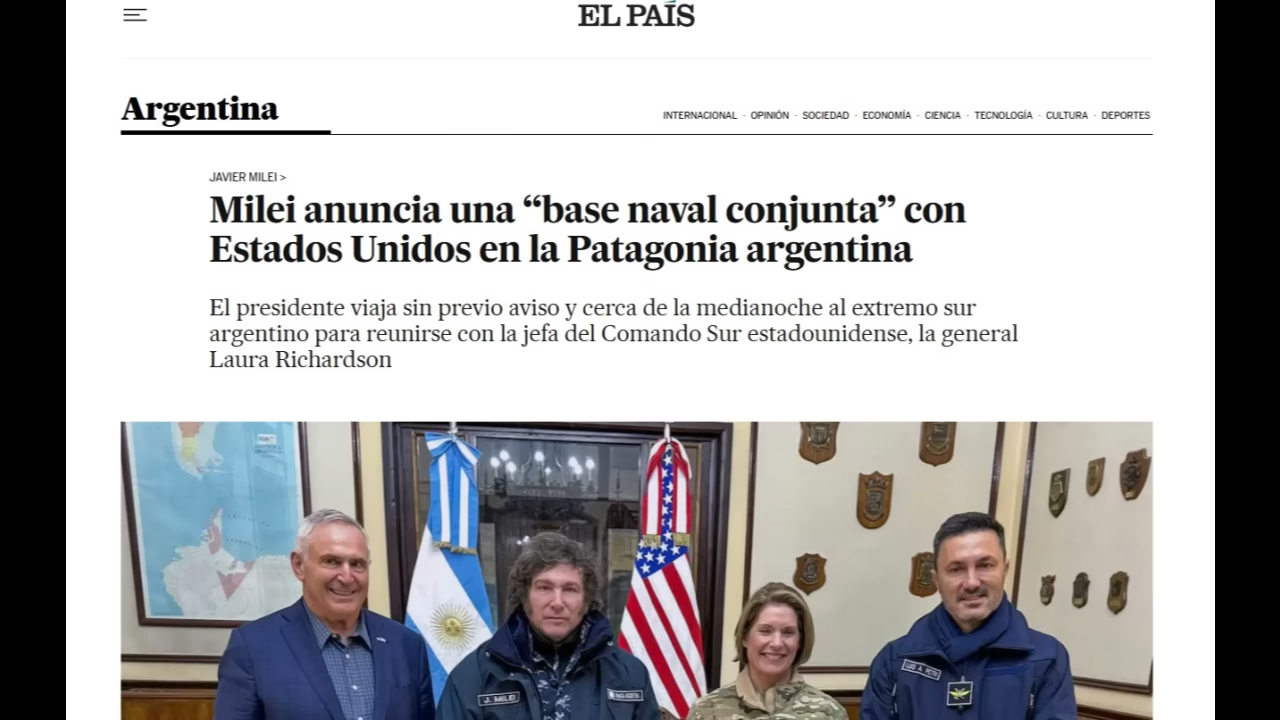 EL PAÍS
Argentina
INTERNACIONAL · OPINIÓN · SOCIEDAD · ECONOMÍA · CIENCIA · TECNOLOGÍA · CULTURA · DEPORTES
JAVIER MILEI >
Milei anuncia una “base naval conjunta” con
Estados Unidos en la Patagonia argentina
El presidente viaja sin previo aviso y cerca de la medianoche al extremo sur
argentino para reunirse con la jefa del Comando Sur estadounidense, la general
Laura Richardson
J. MILEI
LUIS A. PETRI